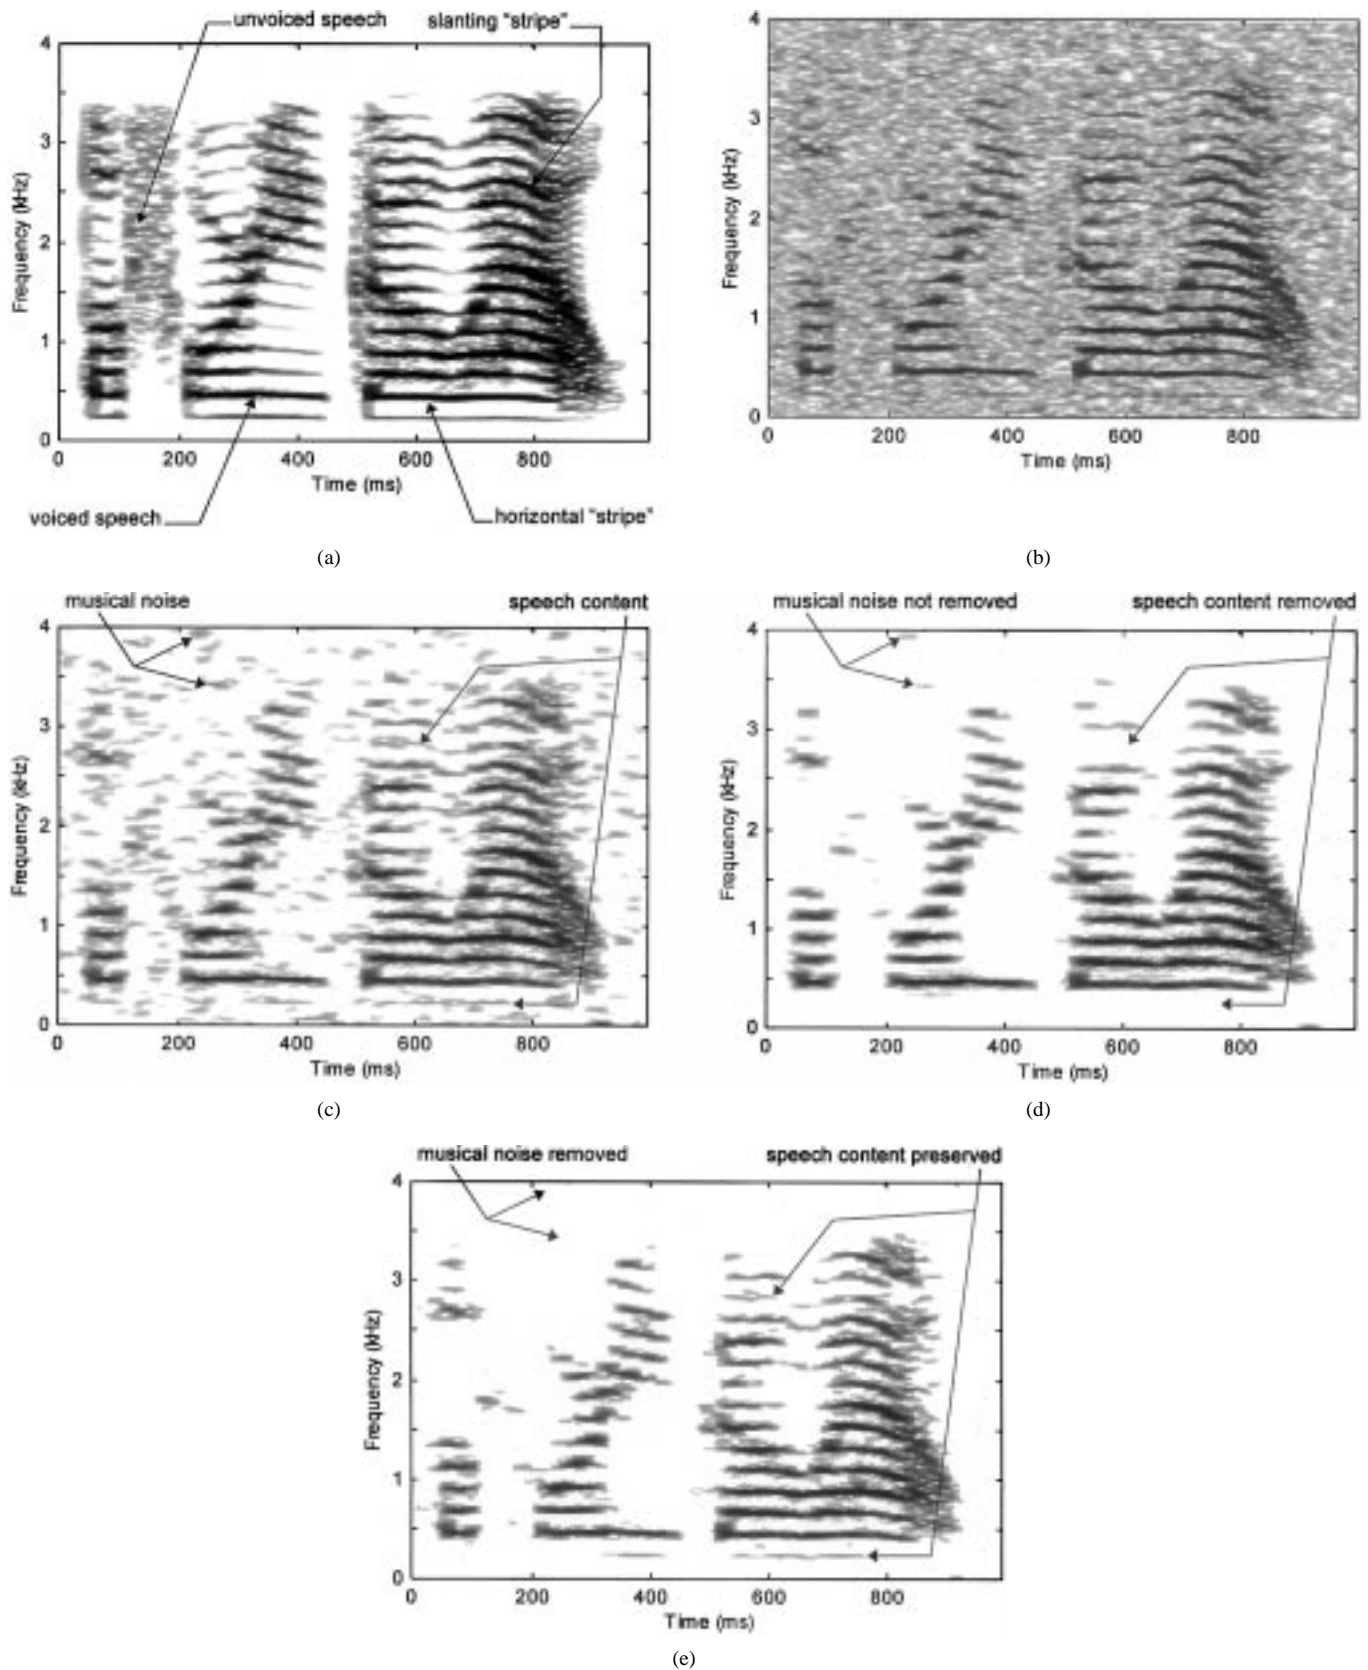 unvoiced speech
slanting "stripe"
4
3
2
1
0
Frequency (kHz)
0 200 400 600 800
Time (ms)
voiced speech
horizontal "stripe"
(a)
4
3
2
1
0
Frequency (kHz)
0 200 400 600 800
Time (ms)
(b)
musical noise
speech content
4
3
2
1
0
Frequency (kHz)
0 200 400 600 800
Time (ms)
(c)
musical noise not removed
speech content removed
4
3
2
1
0
Frequency (kHz)
0 200 400 600 800
Time (ms)
(d)
musical noise removed
speech content preserved
4
3
2
1
0
Frequency (kHz)
0 200 400 600 800
Time (ms)
(e)